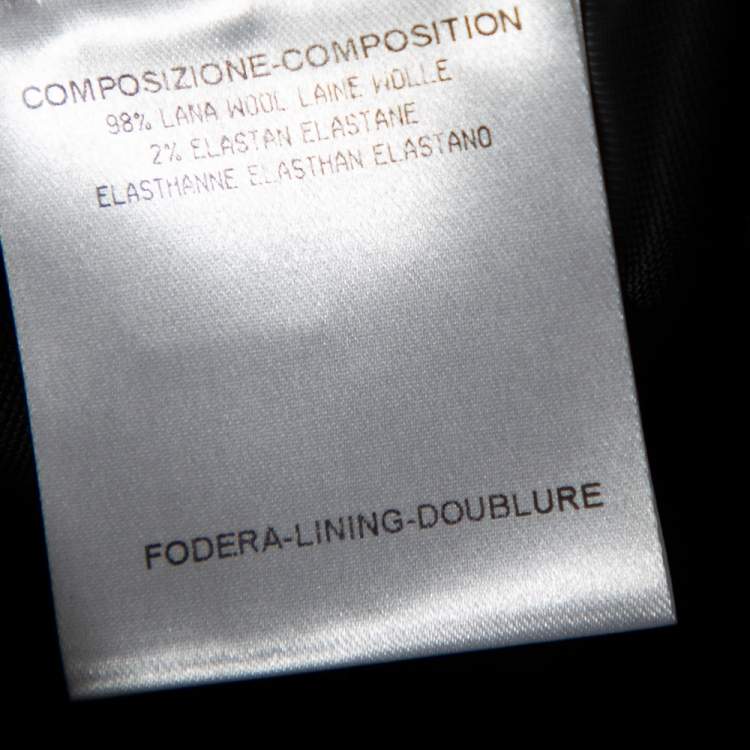 COMPOSIZIONE-COMPOSITION
98% LANA WOOL LAINE WOLLE
2% ELASTAN ELASTANE
ELASTHANNE ELASTHAN ELASTANO
FODERA-LINING-DOUBLURE